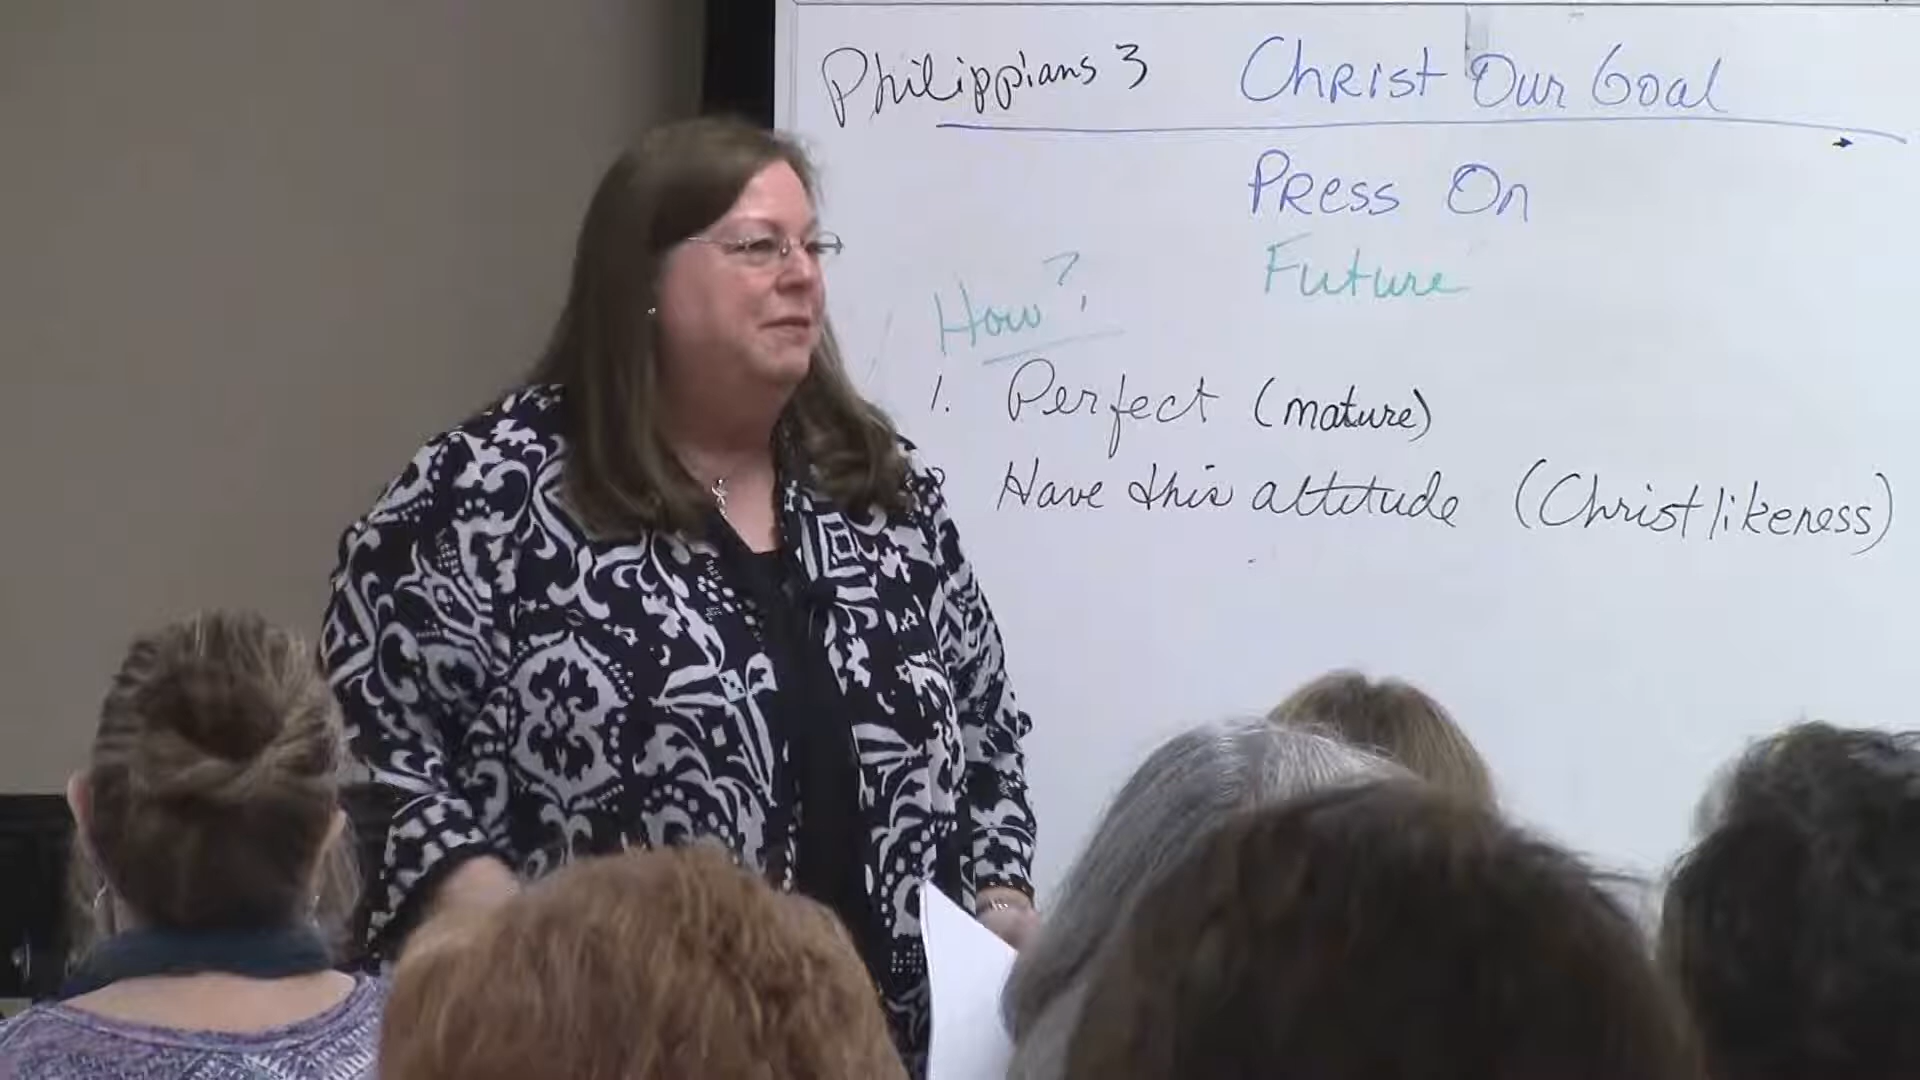 Philippians 3 Christ Our Goal
Press On
Future
How?
1. Perfect (mature)
Have this attitude (Christlikeness)